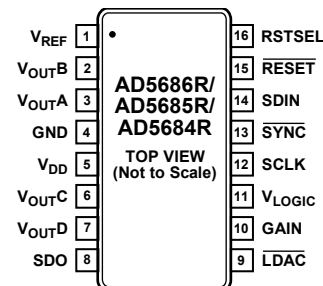 VREF 1
VOUTB 2
VOUTA 3
GND 4
VDD 5
VOUTC 6
VOUTD 7
SDO 8
AD5686R/
AD5685R/
AD5684R
TOP VIEW
(Not to Scale)
16 RSTSEL
15 RESET
14 SDIN
13 SYNC
12 SCLK
11 VLOGIC
10 GAIN
9 LDAC